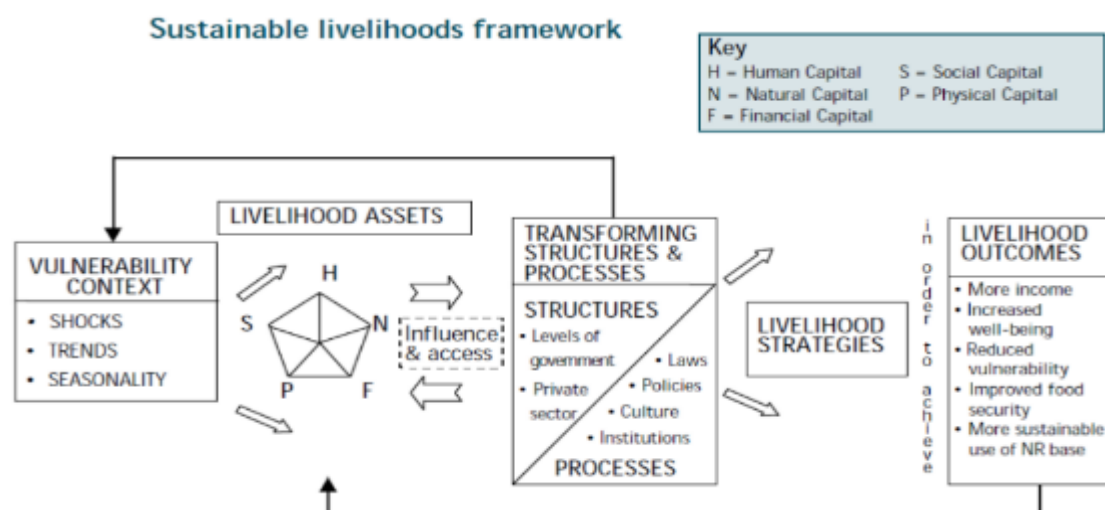 Sustainable livelihoods framework
Key
H – Human Capital S – Social Capital
N – Natural Capital P – Physical Capital
F – Financial Capital
LIVELIHOOD ASSETS
VULNERABILITY
CONTEXT
• SHOCKS
• TRENDS
• SEASONALITY
H
S
N
P
F
Influence
& access
TRANSFORMING
STRUCTURES &
PROCESSES
STRUCTURES
• Levels of
government
• Private
sector
• Laws
• Policies
• Culture
• Institutions
PROCESSES
LIVELIHOOD
STRATEGIES
in order to achieve
LIVELIHOOD
OUTCOMES
• More income
• Increased
well-being
• Reduced
vulnerability
• Improved food
security
• More sustainable
use of NR base